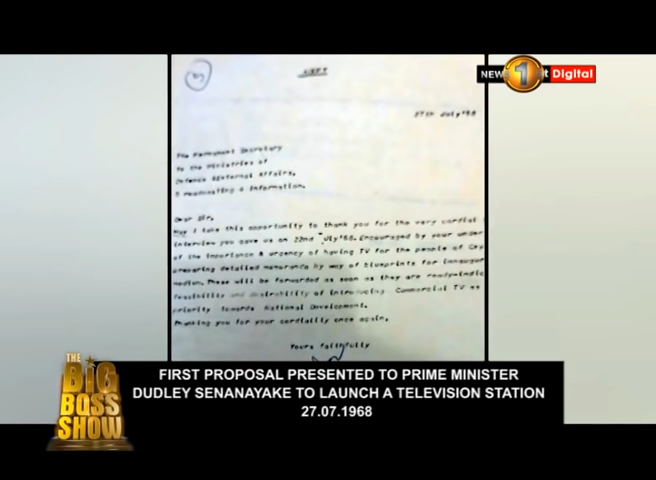 DRAFT
27th July'68
NEWS 1st Digital
The Permanent Secretary
to the Ministries of
Defence & External Affairs,
& Information.
Dear Sir,
May I take this opportunity to thank you for the very cordial
interview you gave us on 22nd July'68. Encouraged by your under
of the importance & urgency of having TV for the people of Cey
preparing detailed memoranda by way of blueprints for inaugur
medium. These will be forwarded as soon as they are ready
feasibility and desirability of introducing Commercial TV as
priority towards National Development.
Thanking you for your cordiality once again,
Yours faithfully
THE
BIG
BOSS
SHOW
FIRST PROPOSAL PRESENTED TO PRIME MINISTER
DUDLEY SENANAYAKE TO LAUNCH A TELEVISION STATION
27.07.1968